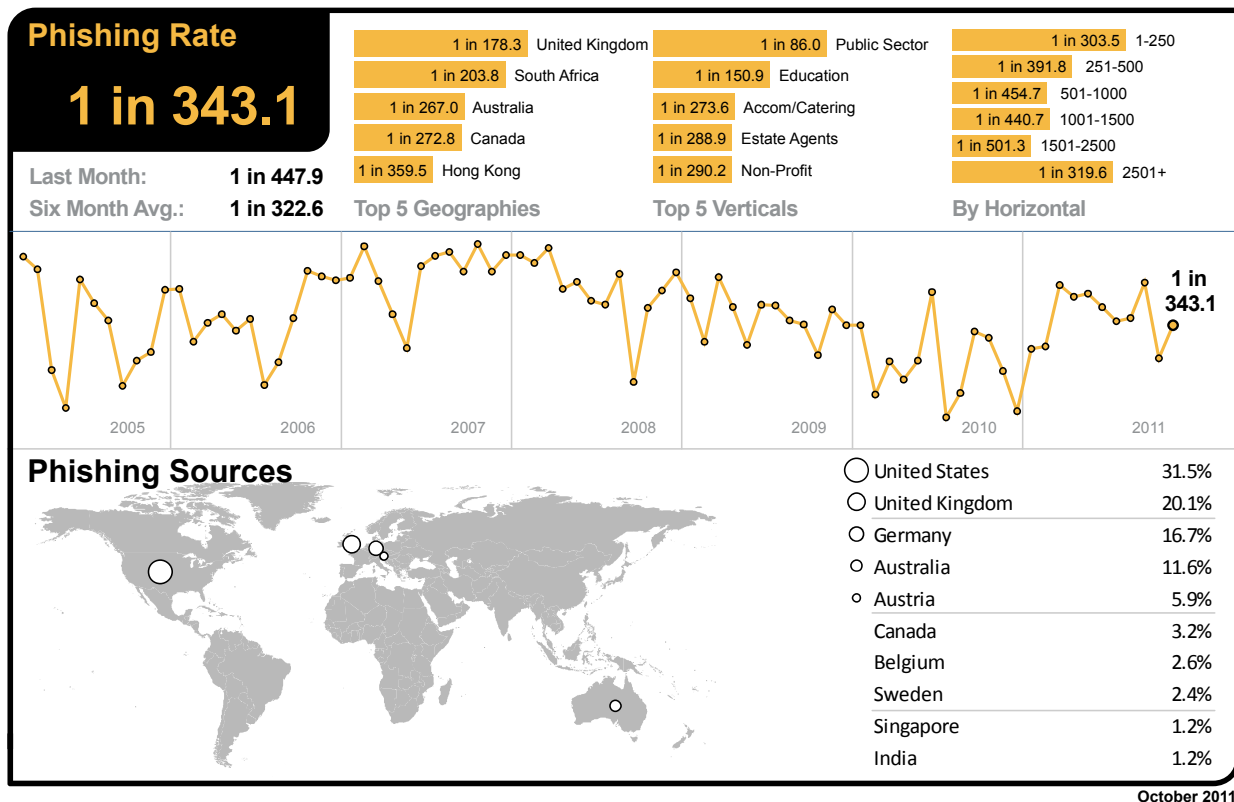 Phishing Rate
1 in 343.1
Last Month: 1 in 447.9
Six Month Avg.: 1 in 322.6
1 in 178.3 United Kingdom
1 in 203.8 South Africa
1 in 267.0 Australia
1 in 272.8 Canada
1 in 359.5 Hong Kong
Top 5 Geographies
1 in 86.0 Public Sector
1 in 150.9 Education
1 in 273.6 Accom/Catering
1 in 288.9 Estate Agents
1 in 290.2 Non-Profit
Top 5 Verticals
1 in 303.5 1-250
1 in 391.8 251-500
1 in 454.7 501-1000
1 in 440.7 1001-1500
1 in 501.3 1501-2500
1 in 319.6 2501+
By Horizontal
1 in
343.1
2005 2006 2007 2008 2009 2010 2011
Phishing Sources
United States 31.5%
United Kingdom 20.1%
Germany 16.7%
Australia 11.6%
Austria 5.9%
Canada 3.2%
Belgium 2.6%
Sweden 2.4%
Singapore 1.2%
India 1.2%
October 2011